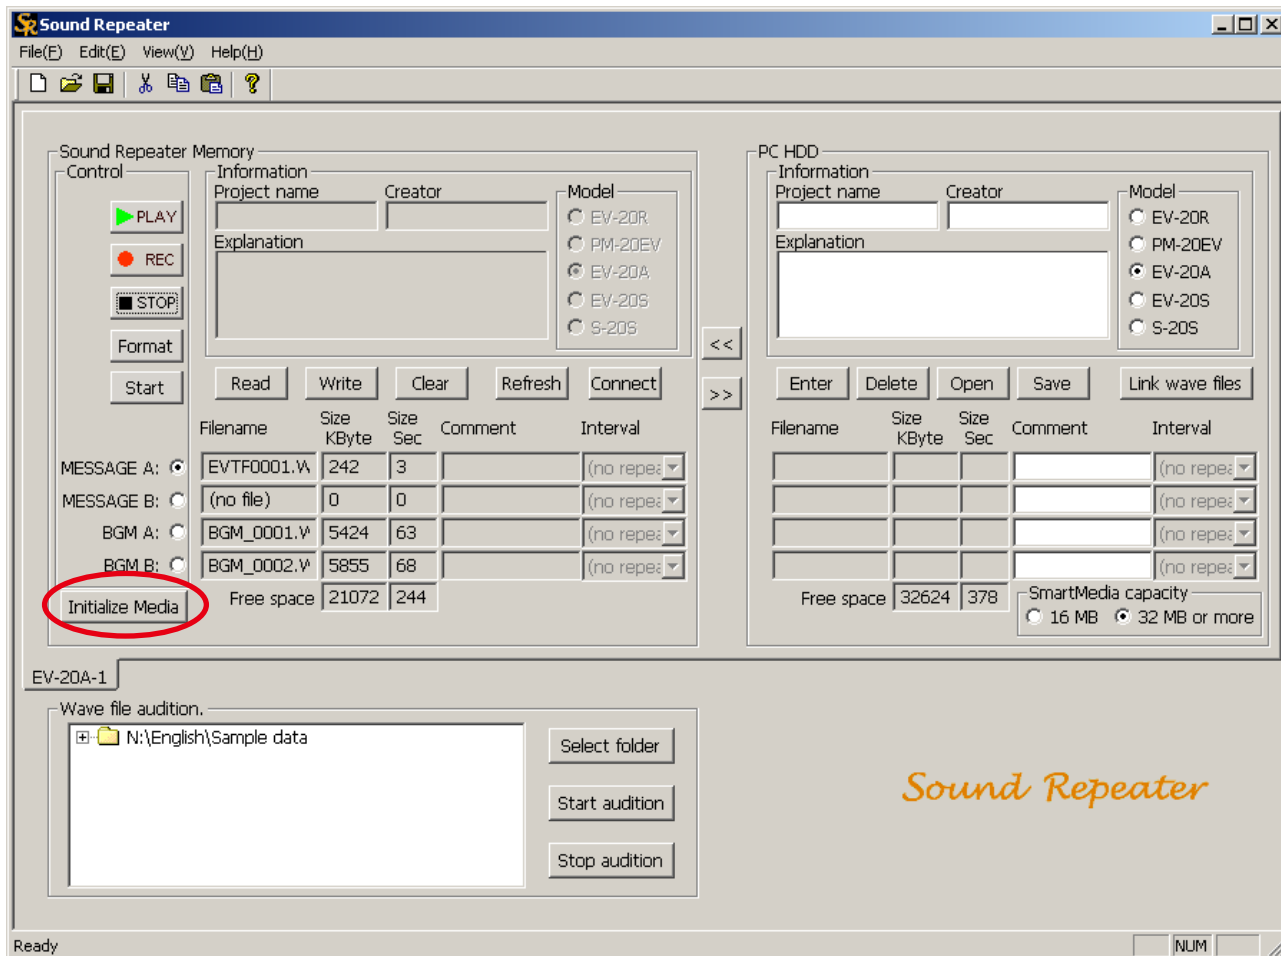 Sound Repeater
File(F) Edit(E) View(V) Help(H)
Sound Repeater Memory
Control
PLAY
REC
STOP
Format
Start
Information
Project name Creator
Explanation
Model
EV-20R
PM-20EV
EV-20A
EV-20S
S-20S
Read Write Clear Refresh Connect
Filename Size KByte Size Sec Comment Interval
MESSAGE A: EVTF0001.W 242 3 (no repea
MESSAGE B: (no file) 0 0 (no repea
BGM A: BGM_0001.W 5424 63 (no repea
BGM B: BGM_0002.W 5855 68 (no repea
Initialize Media Free space 21072 244
<<
>>
PC HDD
Information
Project name Creator
Explanation
Model
EV-20R
PM-20EV
EV-20A
EV-20S
S-20S
Enter Delete Open Save Link wave files
Filename Size KByte Size Sec Comment Interval
(no repea
(no repea
(no repea
(no repea
Free space 32624 378
SmartMedia capacity
16 MB 32 MB or more
EV-20A-1
Wave file audition.
N:\English\Sample data
Select folder
Start audition
Stop audition
Sound Repeater
Ready NUM